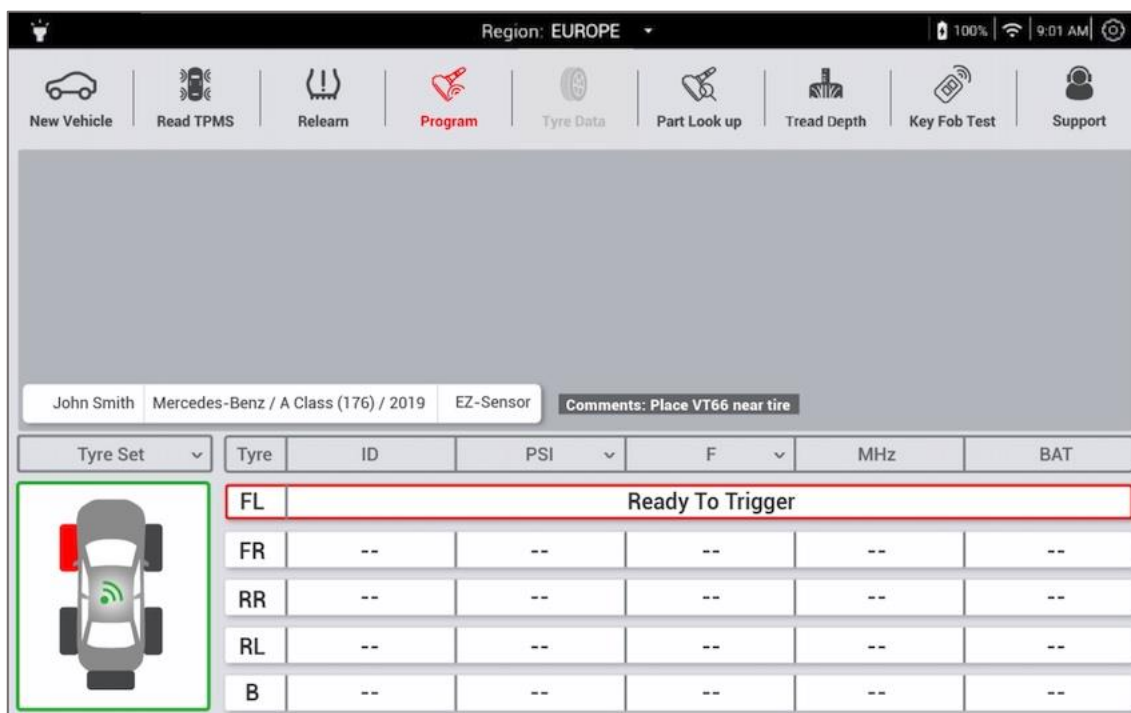 Region: EUROPE 100% 9:01 AM
New Vehicle Read TPMS Relearn Program Tyre Data Part Look up Tread Depth Key Fob Test Support
John Smith Mercedes-Benz / A Class (176) / 2019 EZ-Sensor Comments: Place VT66 near tire
Tyre Set Tyre ID PSI F MHz BAT
FL Ready To Trigger
FR -- -- -- -- --
RR -- -- -- -- --
RL -- -- -- -- --
B -- -- -- -- --